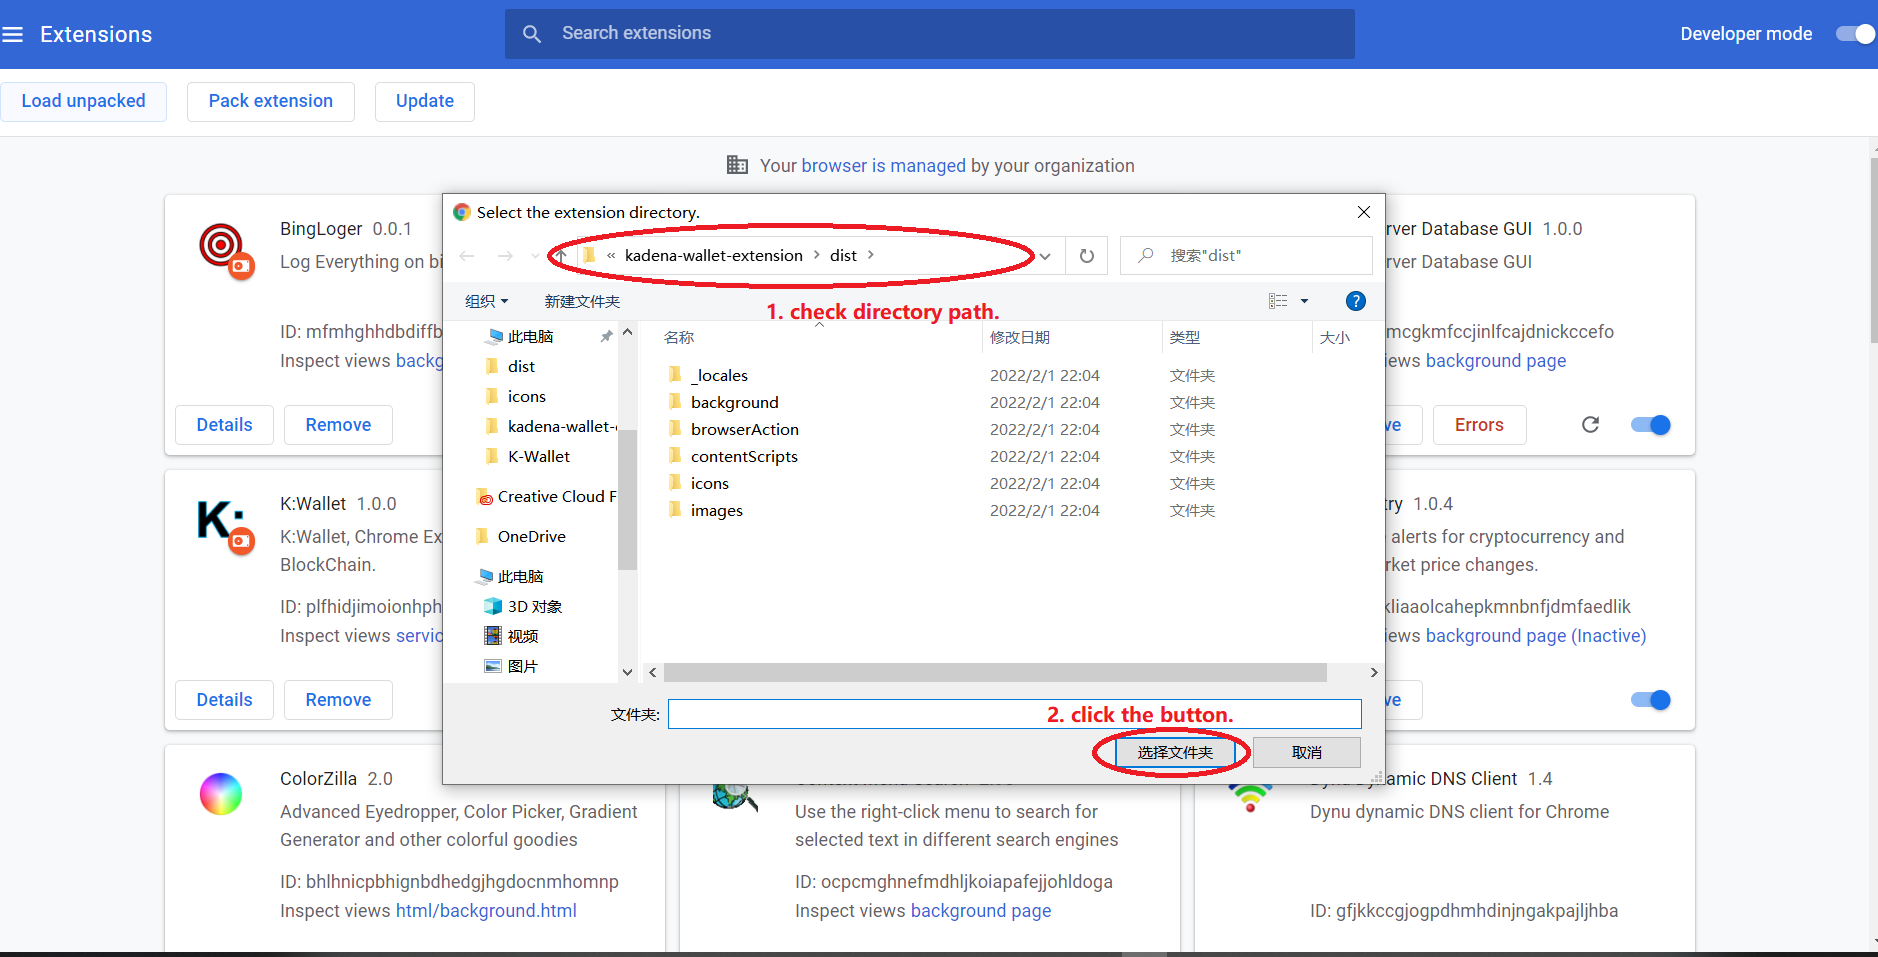 Extensions
Search extensions
Developer mode
Load unpacked
Pack extension
Update
Your browser is managed by your organization
BingLoger 0.0.1
Log Everything on bi
ID: mfmhghhdbdiffb
Inspect views backg
Details
Remove
K:Wallet 1.0.0
K:Wallet, Chrome Ex
BlockChain.
ID: plfhidjimoionhph
Inspect views servic
Details
Remove
Select the extension directory.
« kadena-wallet-extension > dist >
搜索"dist"
1. check directory path.
组织
新建文件夹
此电脑
dist
icons
kadena-wallet-
K-Wallet
Creative Cloud F
OneDrive
此电脑
3D 对象
视频
图片
名称 修改日期 类型 大小
_locales 2022/2/1 22:04 文件夹
background 2022/2/1 22:04 文件夹
browserAction 2022/2/1 22:04 文件夹
contentScripts 2022/2/1 22:04 文件夹
icons 2022/2/1 22:04 文件夹
images 2022/2/1 22:04 文件夹
文件夹:
2. click the button.
选择文件夹
取消
rver Database GUI 1.0.0
rver Database GUI
mcgkmfccjinlfcajdnickccefo
iews background page
ve
Errors
try 1.0.4
alerts for cryptocurrency and
rket price changes.
kliaaolcahepkmnbnfjdmfaedlik
iews background page (Inactive)
ve
ColorZilla 2.0
Advanced Eyedropper, Color Picker, Gradient
Generator and other colorful goodies
ID: bhlhnicpbhignbdhedgjhgdocnmhomnp
Inspect views html/background.html
Use the right-click menu to search for
selected text in different search engines
ID: ocpcmghnefmdhljkoiapafejjohldoga
Inspect views background page
Dynu Dynamic DNS Client 1.4
Dynu dynamic DNS client for Chrome
ID: gfjkkccgjogpdhmhdinjngakpajljhba